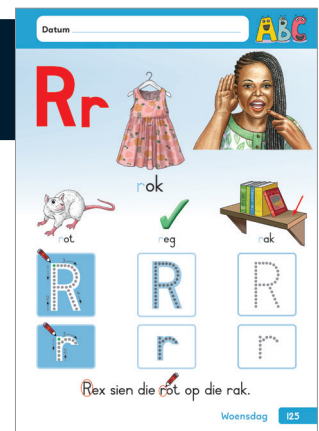 Datum
ABC
Rr
rok
rot
reg
rak
R R R
r r r
Rex sien die rot op die rak.
Woensdag 125